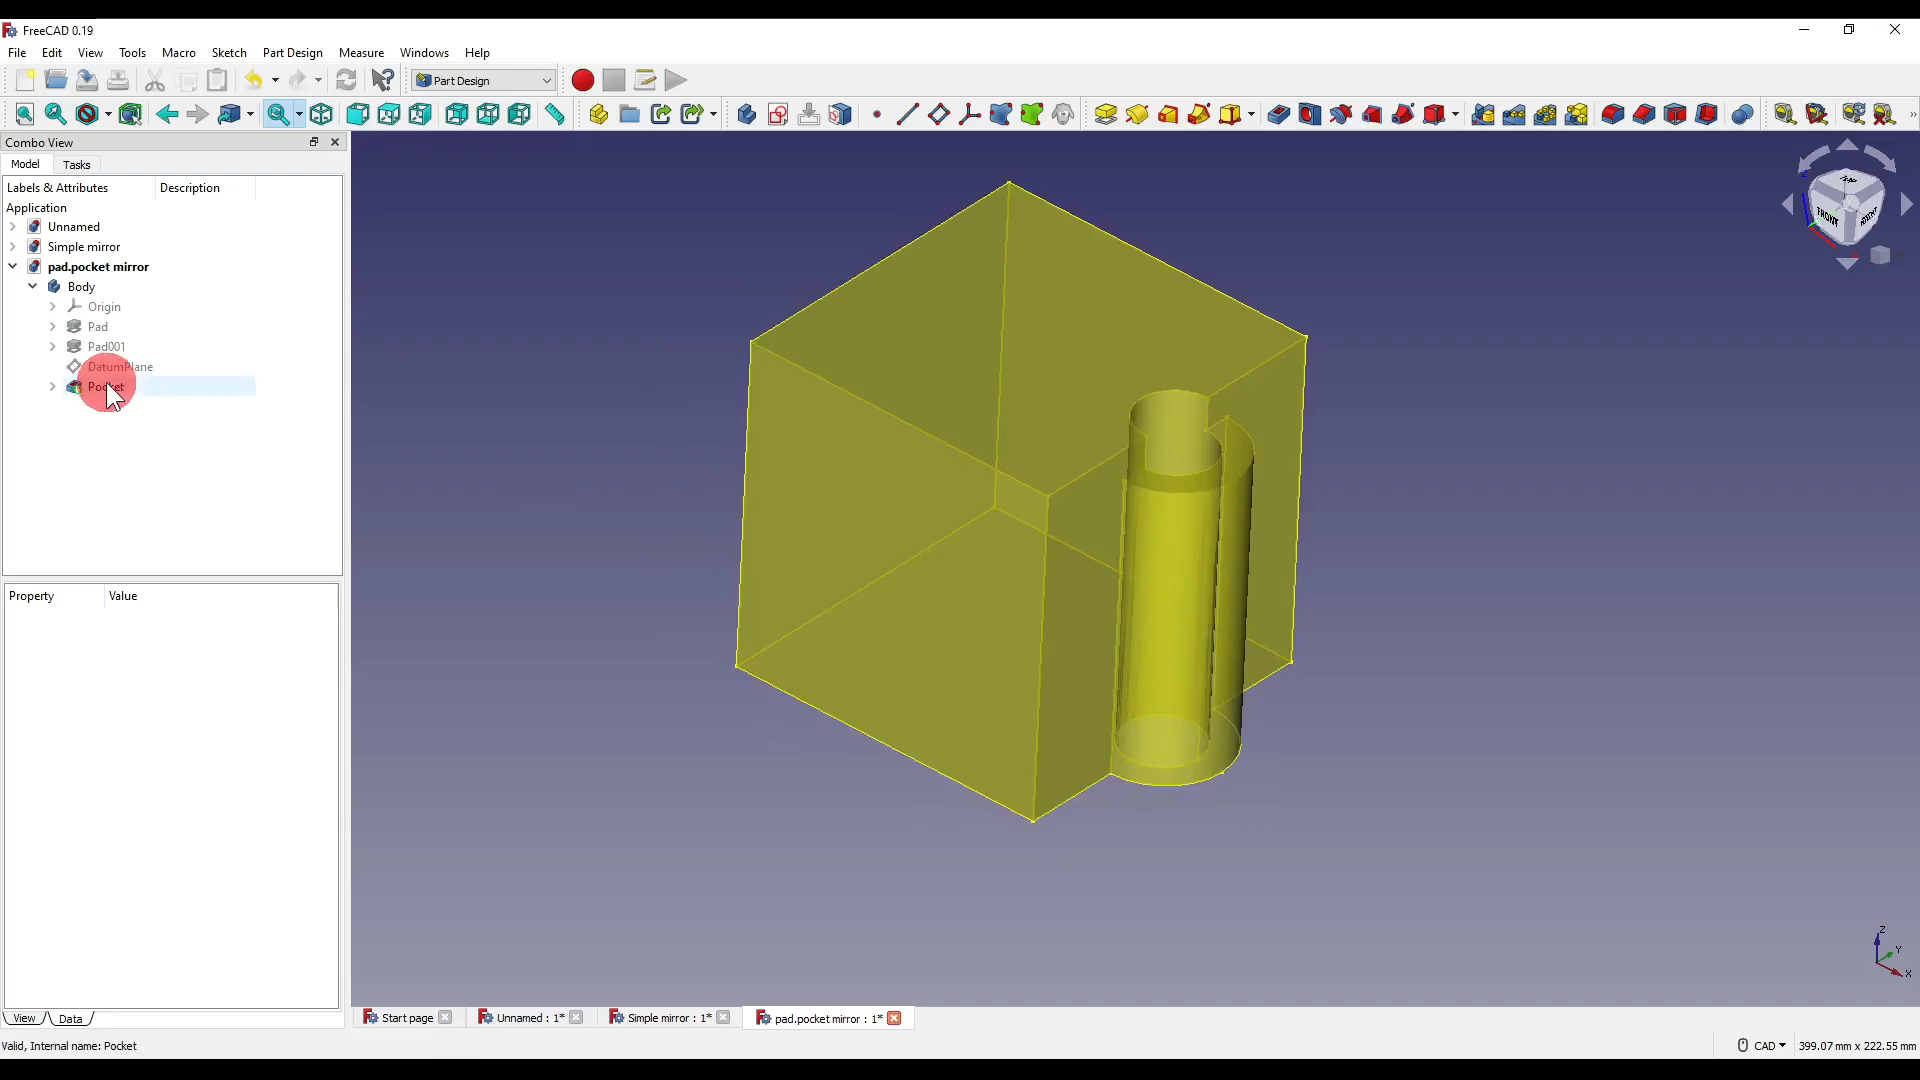 FreeCAD 0.19
File Edit View Tools Macro Sketch Part Design Measure Windows Help
Part Design
Combo View
Model Tasks
Labels & Attributes Description
Application
Unnamed
Simple mirror
pad.pocket mirror
Body
Origin
Pad
Pad001
DatumPlane
Pocket
Property Value
TOP
FRONT
RIGHT
Z
Y
X
View Data
Start page Unnamed : 1* Simple mirror : 1* pad.pocket mirror : 1*
Valid, Internal name: Pocket
CAD 399.07 mm x 222.55 mm